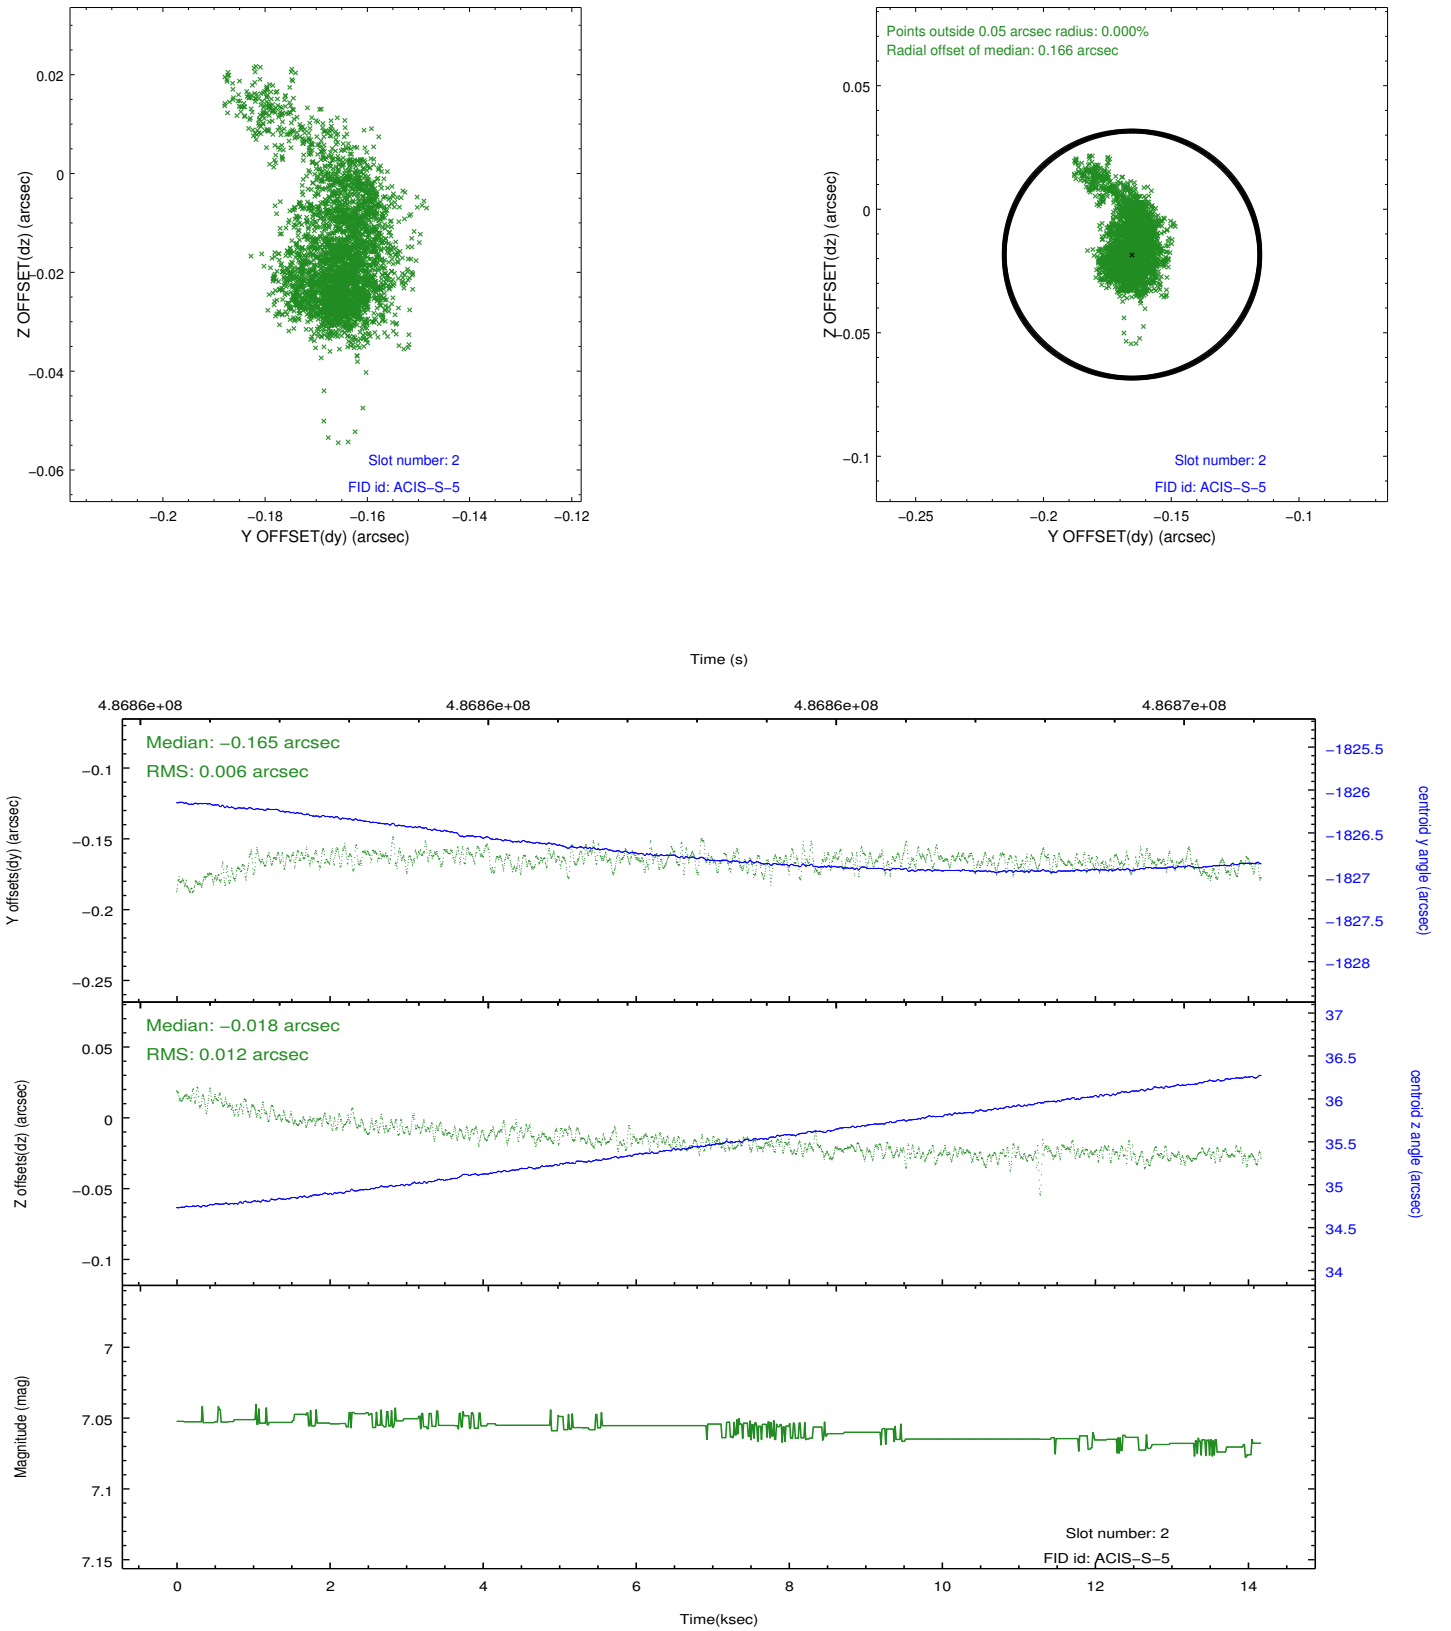 0.02
0
−0.02
−0.04
−0.06
Z OFFSET(dz) (arcsec)
Slot number: 2
FID id: ACIS−S−5
−0.2
−0.18
−0.16
−0.14
−0.12
Y OFFSET(dy) (arcsec)
Points outside 0.05 arcsec radius: 0.000%
Radial offset of median: 0.166 arcsec
0.05
0
−0.05
−0.1
Z OFFSET(dz) (arcsec)
Slot number: 2
FID id: ACIS−S−5
−0.25
−0.2
−0.15
−0.1
Y OFFSET(dy) (arcsec)
Time (s)
4.8686e+08
4.8686e+08
4.8686e+08
4.8687e+08
Median: −0.165 arcsec
RMS: 0.006 arcsec
−0.1
−0.15
−0.2
−0.25
Y offsets(dy) (arcsec)
−1825.5
−1826
−1826.5
−1827
−1827.5
−1828
centroid y angle (arcsec)
Median: −0.018 arcsec
RMS: 0.012 arcsec
0.05
0
−0.05
−0.1
Z offsets(dz) (arcsec)
37
36.5
36
35.5
35
34.5
34
centroid z angle (arcsec)
7
7.05
7.1
7.15
Magnitude (mag)
Slot number: 2
FID id: ACIS−S−5
0
2
4
6
8
10
12
14
Time(ksec)